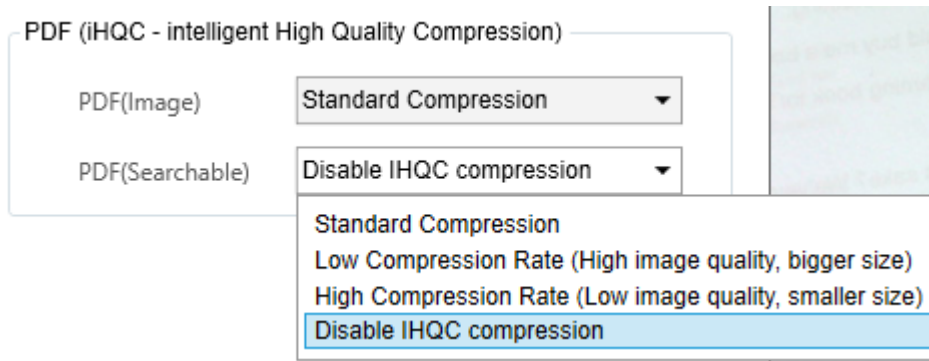 PDF (iHQC - intelligent High Quality Compression)
PDF(Image) Standard Compression
PDF(Searchable) Disable IHQC compression
Standard Compression
Low Compression Rate (High image quality, bigger size)
High Compression Rate (Low image quality, smaller size)
Disable IHQC compression